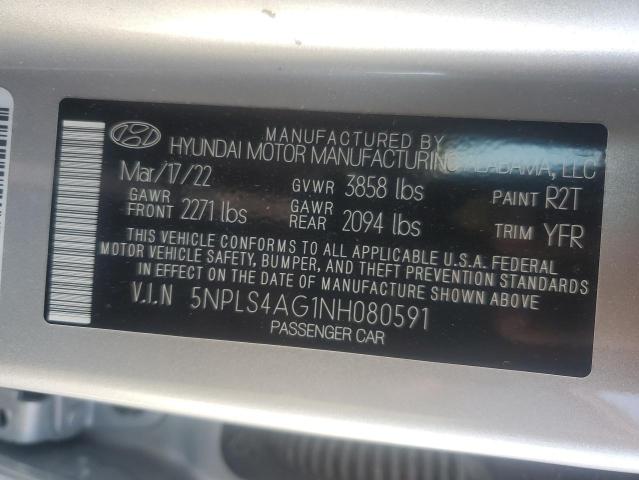 MANUFACTURED BY
HYUNDAI MOTOR MANUFACTURING ALABAMA, LLC
Mar/17/22 GVWR 3858 lbs PAINT R2T
GAWR FRONT 2271 lbs GAWR REAR 2094 lbs TRIM YFR
THIS VEHICLE CONFORMS TO ALL APPLICABLE U.S.A. FEDERAL
MOTOR VEHICLE SAFETY, BUMPER, AND THEFT PREVENTION STANDARDS
IN EFFECT ON THE DATE OF MANUFACTURE SHOWN ABOVE
V.I.N 5NPLS4AG1NH080591
PASSENGER CAR